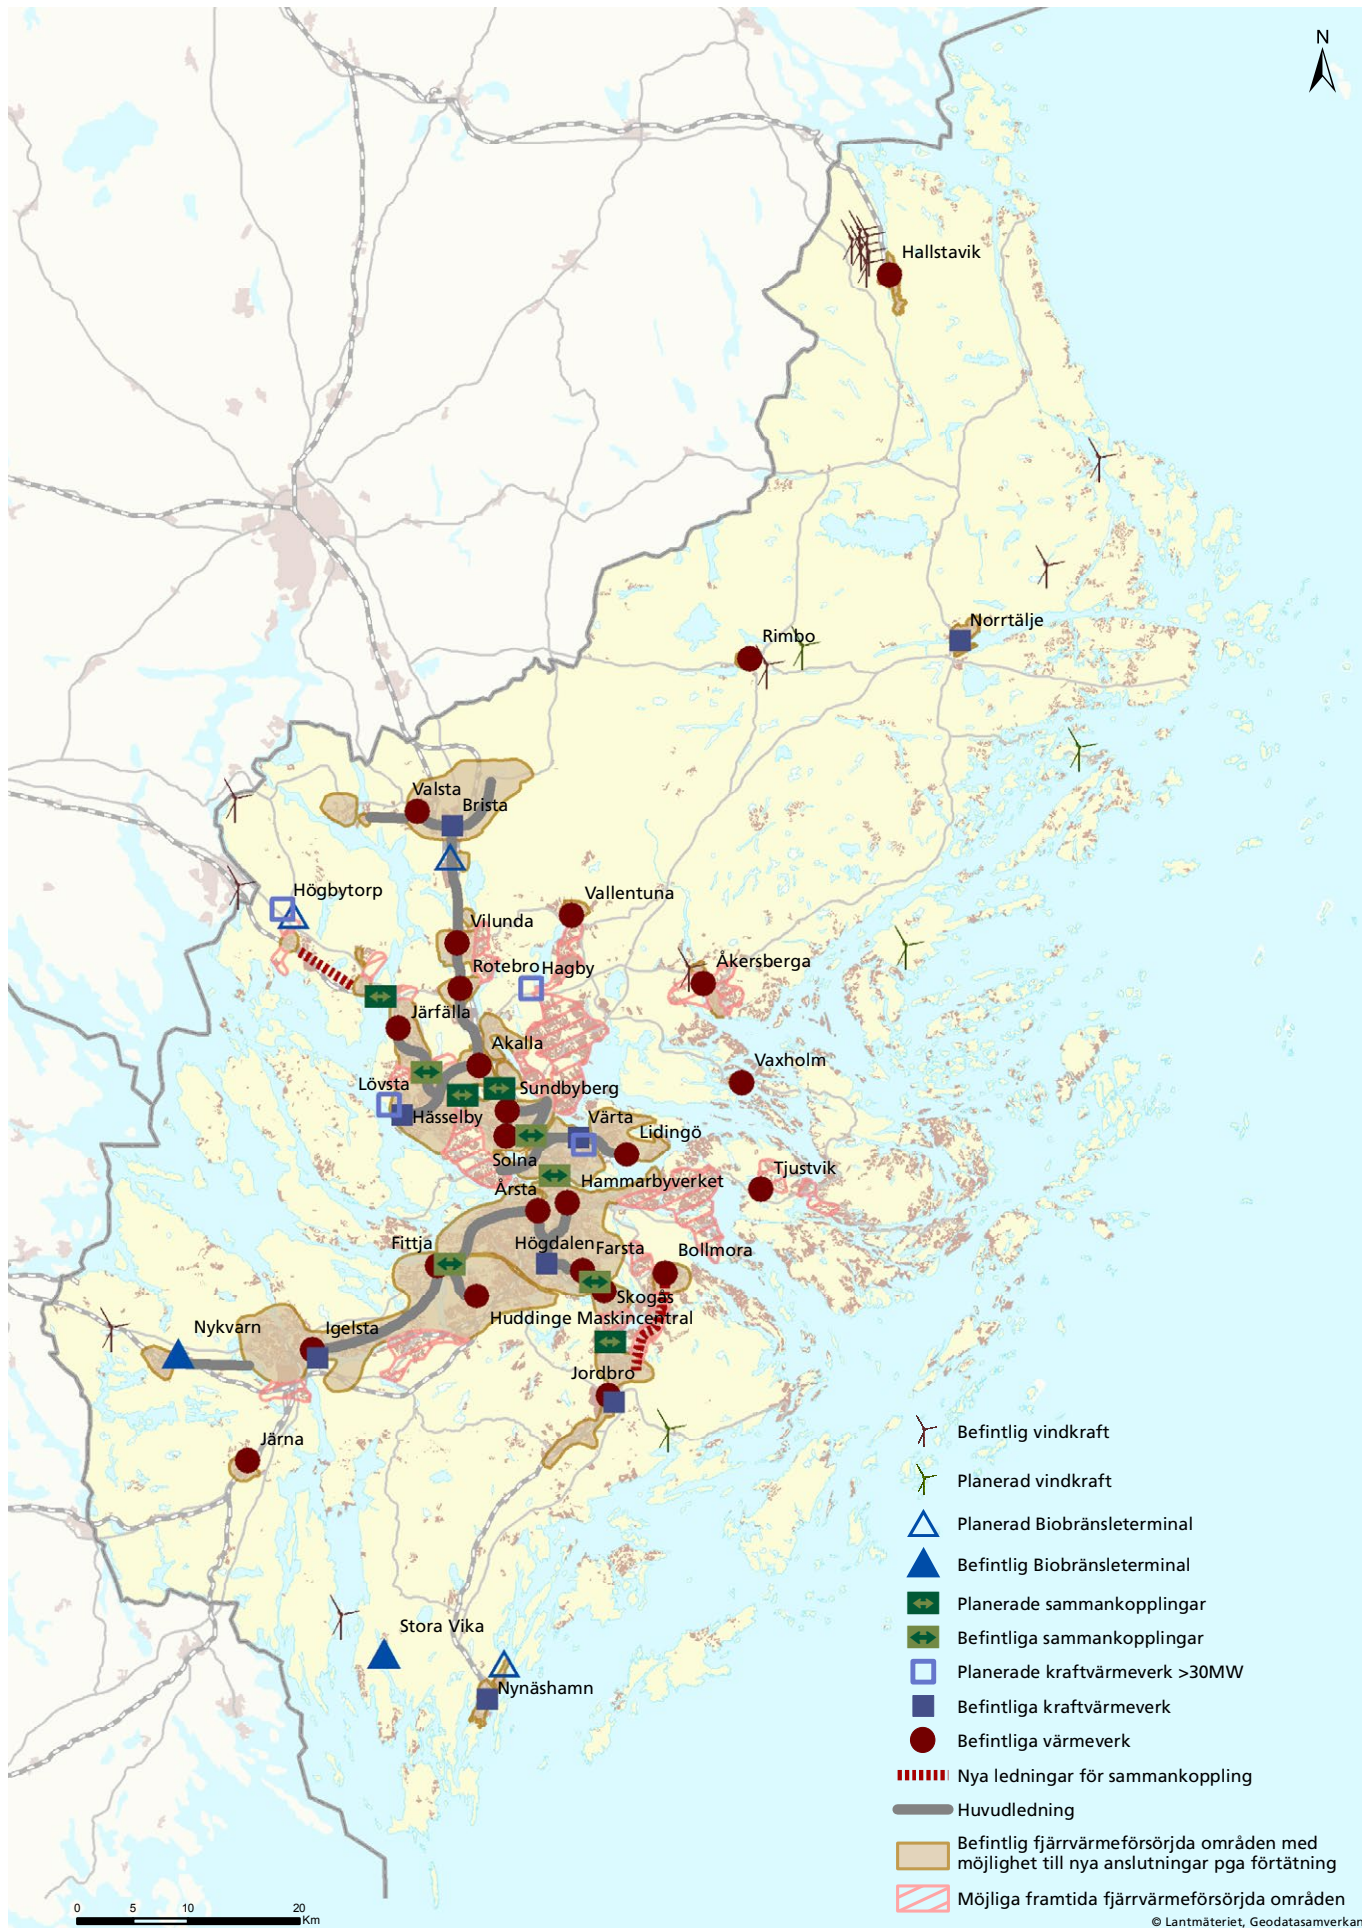 N
Hallstavik
Norrtälje
Rimbo
Valsta
Brista
Högbytorp
Vallentuna
Vilunda
Rotebro
Hagby
Åkersberga
Järfälla
Akalla
Vaxholm
Lövsta
Sundbyberg
Hässelby
Värta
Lidingö
Solna
Tjustvik
Hammarbyverket
Årsta
Fittja
Högdalen
Farsta
Bollmora
Skogås
Huddinge Maskincentral
Nykvarn
Igelsta
Jordbro
Järna
Stora Vika
Nynäshamn
Befintlig vindkraft
Planerad vindkraft
Planerad Biobränsleterminal
Befintlig Biobränsleterminal
Planerade sammankopplingar
Befintliga sammankopplingar
Planerade kraftvärmeverk >30MW
Befintliga kraftvärmeverk
Befintliga värmeverk
Nya ledningar för sammankoppling
Huvudledning
Befintlig fjärrvärmeförsörjda områden med
möjlighet till nya anslutningar pga förtätning
Möjliga framtida fjärrvärmeförsörjda områden
0 5 10 20
Km
© Lantmäteriet, Geodatasamverkan